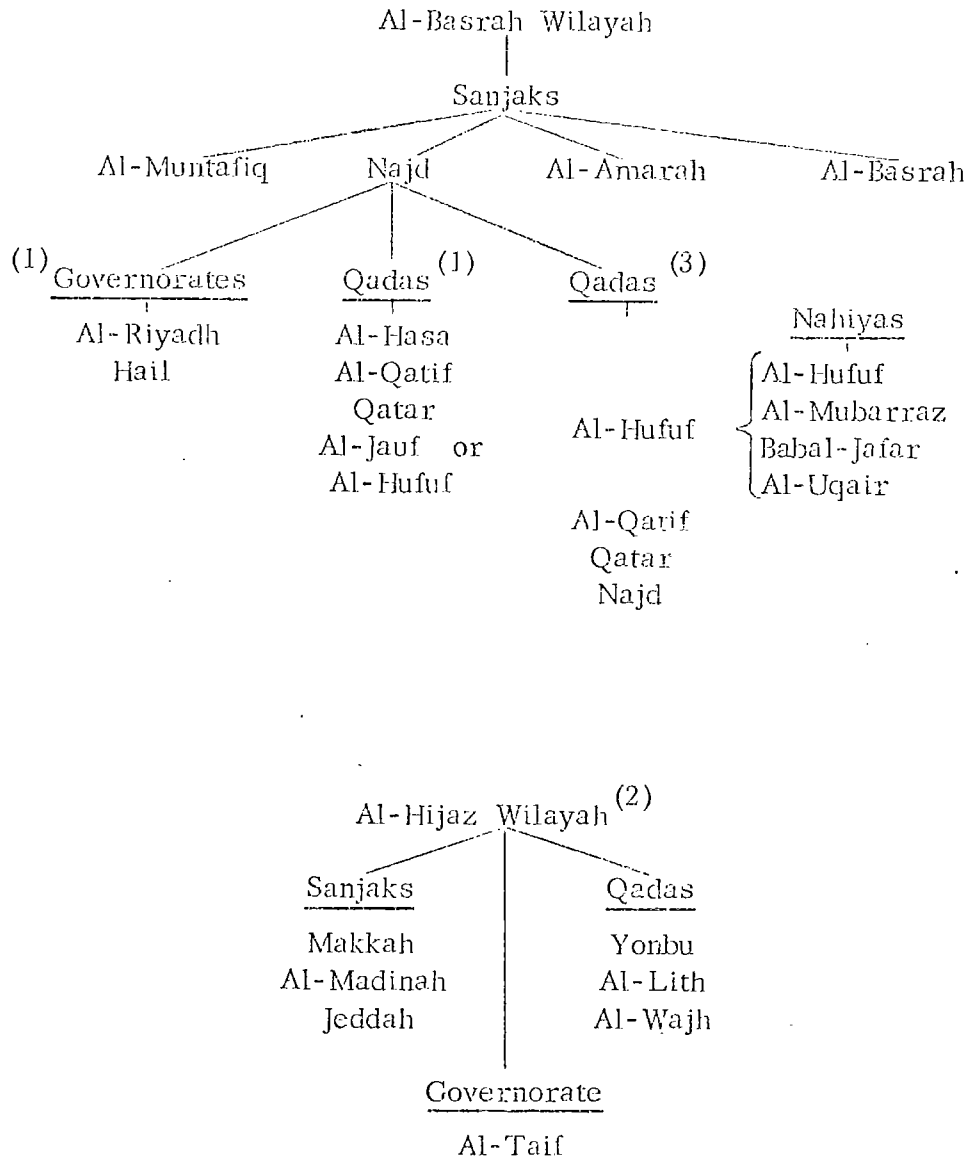 Al-Basrah Wilayah
Sanjaks
Al-Muntafiq Najd Al-Amarah Al-Basrah
(1) Governorates Qadas (1) Qadas (3)
Nahiyas
Al-Riyadh Al-Hasa
Al-Hufuf
Hail Al-Qatif
Al-Mubarraz
Qatar
Al-Hufuf
Al-Jauf or
Babal-Jafar
Al-Hufuf
Al-Uqair
Al-Qarif
Qatar
Najd
Al-Hijaz Wilayah (2)
Sanjaks Qadas
Makkah Yonbu
Al-Madinah Al-Lith
Jeddah Al-Wajh
Governorate
Al-Taif